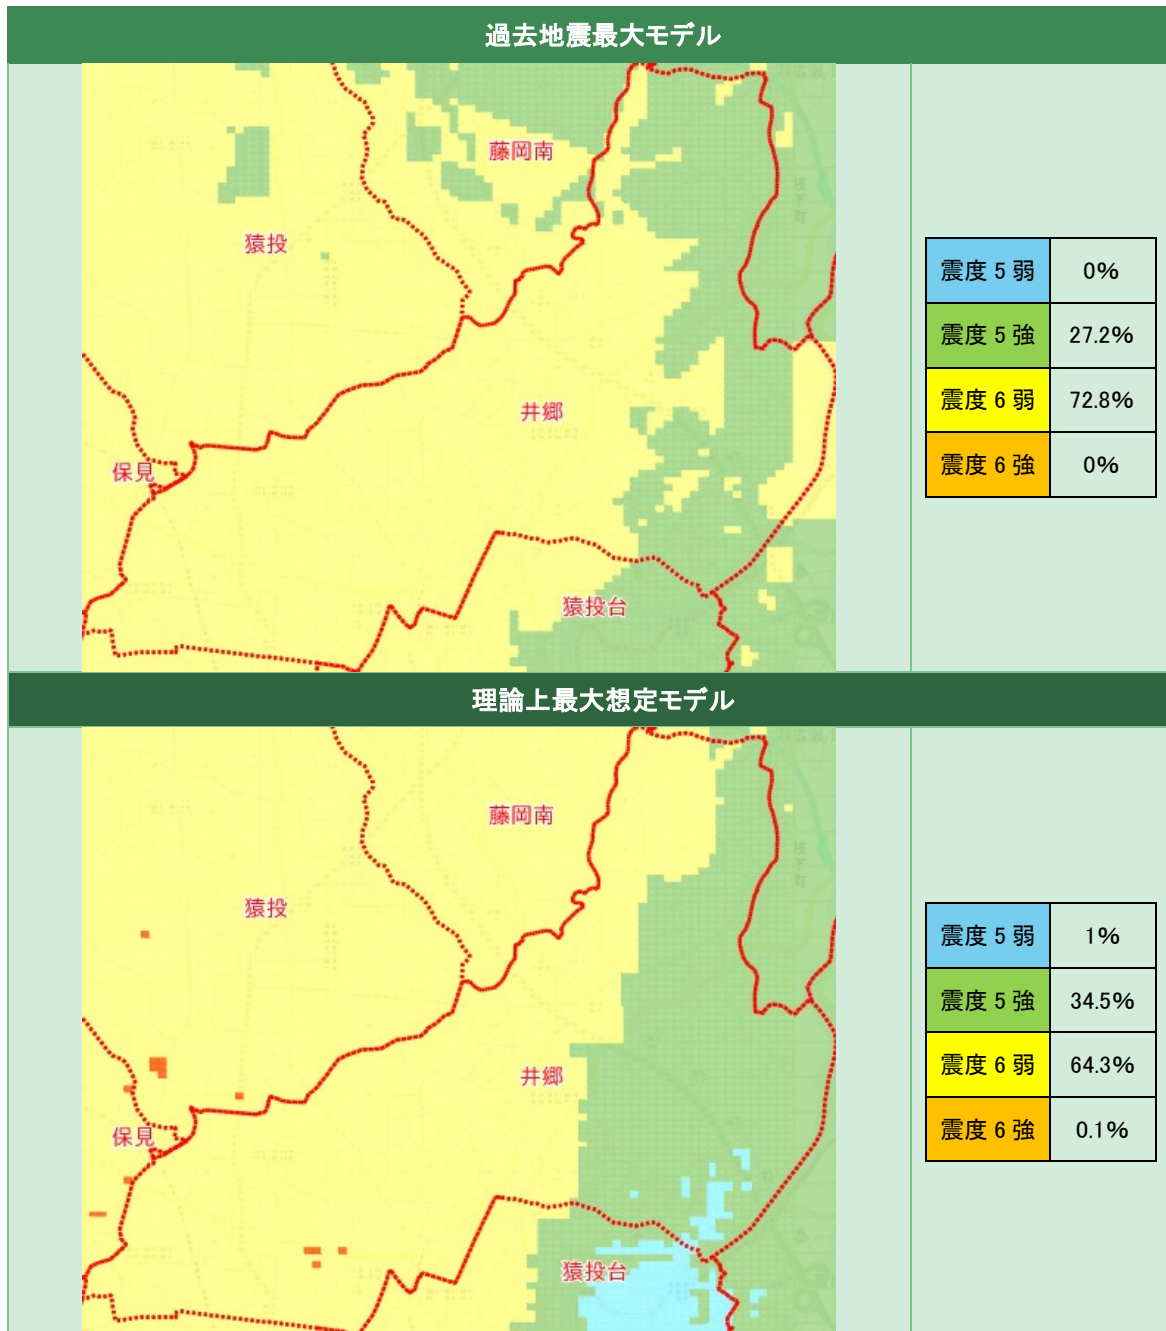 過去地震最大モデル
藤岡南
猿投
井郷
保見
猿投台
震度 5 弱 0%
震度 5 強 27.2%
震度 6 弱 72.8%
震度 6 強 0%
理論上最大想定モデル
藤岡南
猿投
井郷
保見
猿投台
震度 5 弱 1%
震度 5 強 34.5%
震度 6 弱 64.3%
震度 6 強 0.1%